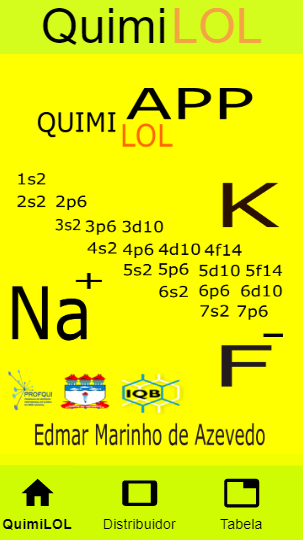 QuimiLOL
APP
QUIMI
LOL
1s2
2s2 2p6
3s2 3p6 3d10
4s2 4p6 4d10 4f14
5s2 5p6 5d10 5f14
6s2 6p6 6d10
7s2 7p6
K
Na+
F-
PROFQUI
IQB
Edmar Marinho de Azevedo
QuimiLOL Distribuidor Tabela